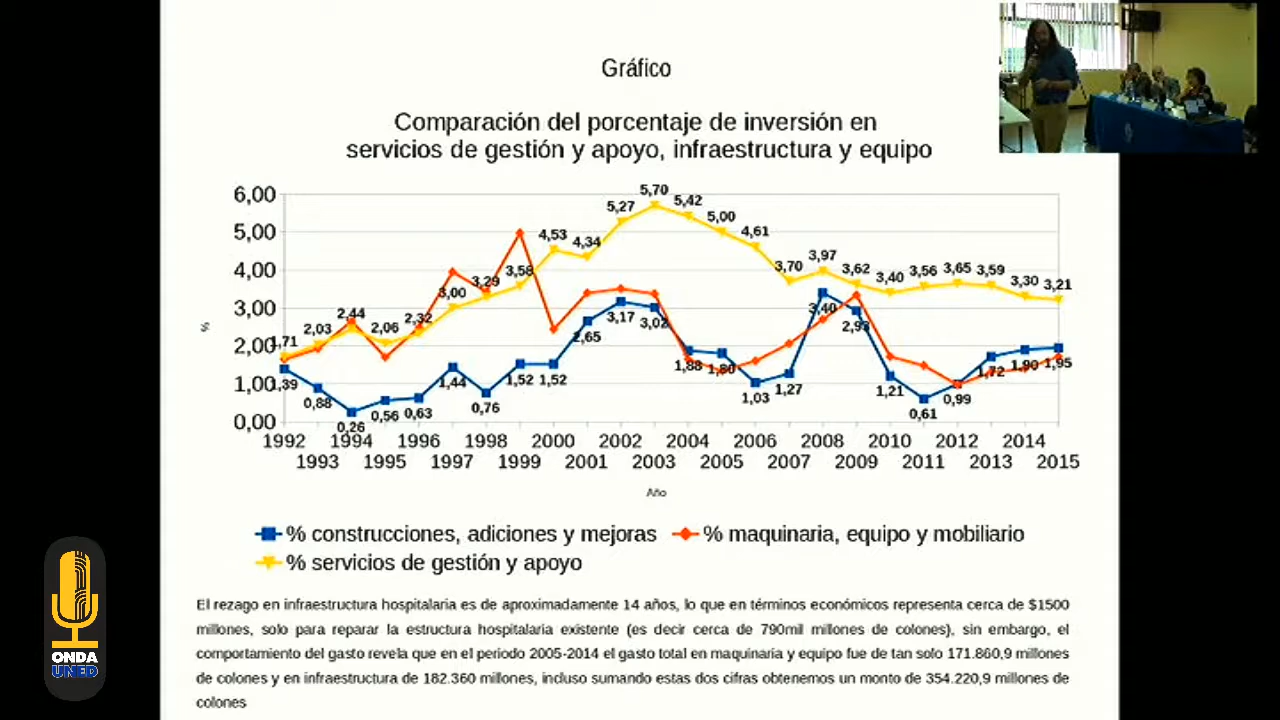 Gráfico
Comparación del porcentaje de inversión en
servicios de gestión y apoyo, infraestructura y equipo
6,00
5,00
4,00
3,00
2,00
1,00
0,00
%
1,71 2,03 2,44 2,06 2,32 3,00 3,29 3,58 4,53 4,34 5,27 5,70 5,42 5,00 4,61 3,70 3,97 3,62 3,40 3,56 3,65 3,59 3,30 3,21
1,39 0,88 0,26 0,56 0,63 1,44 0,76 1,52 1,52 2,65 3,17 3,02 1,88 1,80 1,03 1,27 3,40 2,93 1,21 0,61 0,99 1,72 1,90 1,95
1992 1994 1996 1998 2000 2002 2004 2006 2008 2010 2012 2014
1993 1995 1997 1999 2001 2003 2005 2007 2009 2011 2013 2015
Año
% construcciones, adiciones y mejoras % maquinaria, equipo y mobiliario
% servicios de gestión y apoyo
El rezago en infraestructura hospitalaria es de aproximadamente 14 años, lo que en términos económicos representa cerca de $1500
millones, solo para reparar la estructura hospitalaria existente (es decir cerca de 790mil millones de colones), sin embargo, el
comportamiento del gasto revela que en el periodo 2005-2014 el gasto total en maquinaria y equipo fue de tan solo 171.860,9 millones
de colones y en infraestructura de 182.360 millones, incluso sumando estas dos cifras obtenemos un monto de 354.220,9 millones de
colones
ONDA
UNED